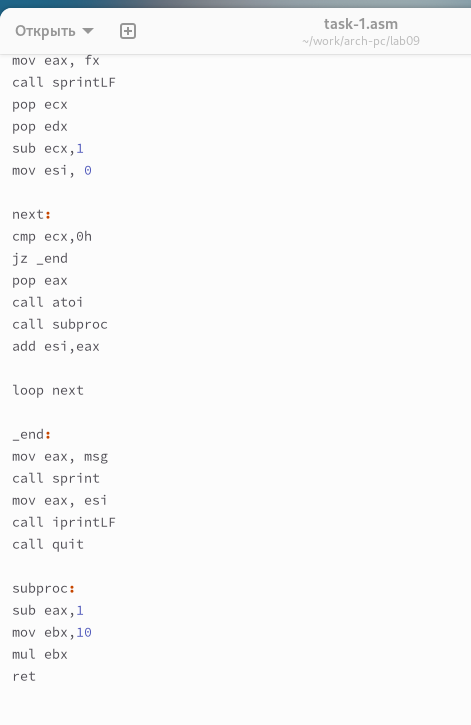 Открыть
task-1.asm
~/work/arch-pc/lab09
mov eax, fx
call sprintLF
pop ecx
pop edx
sub ecx,1
mov esi, 0
next:
cmp ecx,0h
jz _end
pop eax
call atoi
call subproc
add esi,eax
loop next
_end:
mov eax, msg
call sprint
mov eax, esi
call iprintLF
call quit
subproc:
sub eax,1
mov ebx,10
mul ebx
ret